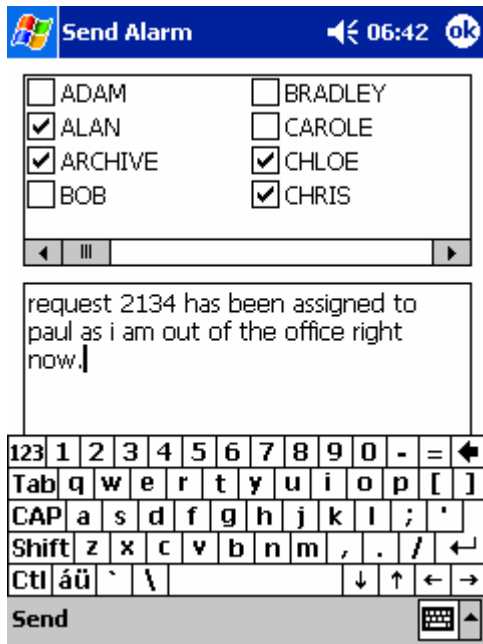 Send Alarm 06:42 ok
ADAM BRADLEY
ALAN CAROLE
ARCHIVE CHLOE
BOB CHRIS
request 2134 has been assigned to
paul as i am out of the office right
now.
123 1 2 3 4 5 6 7 8 9 0 - =
Tab q w e r t y u i o p [ ]
CAP a s d f g h j k l ; '
Shift z x c v b n m , . /
Ctl áü ` \
Send